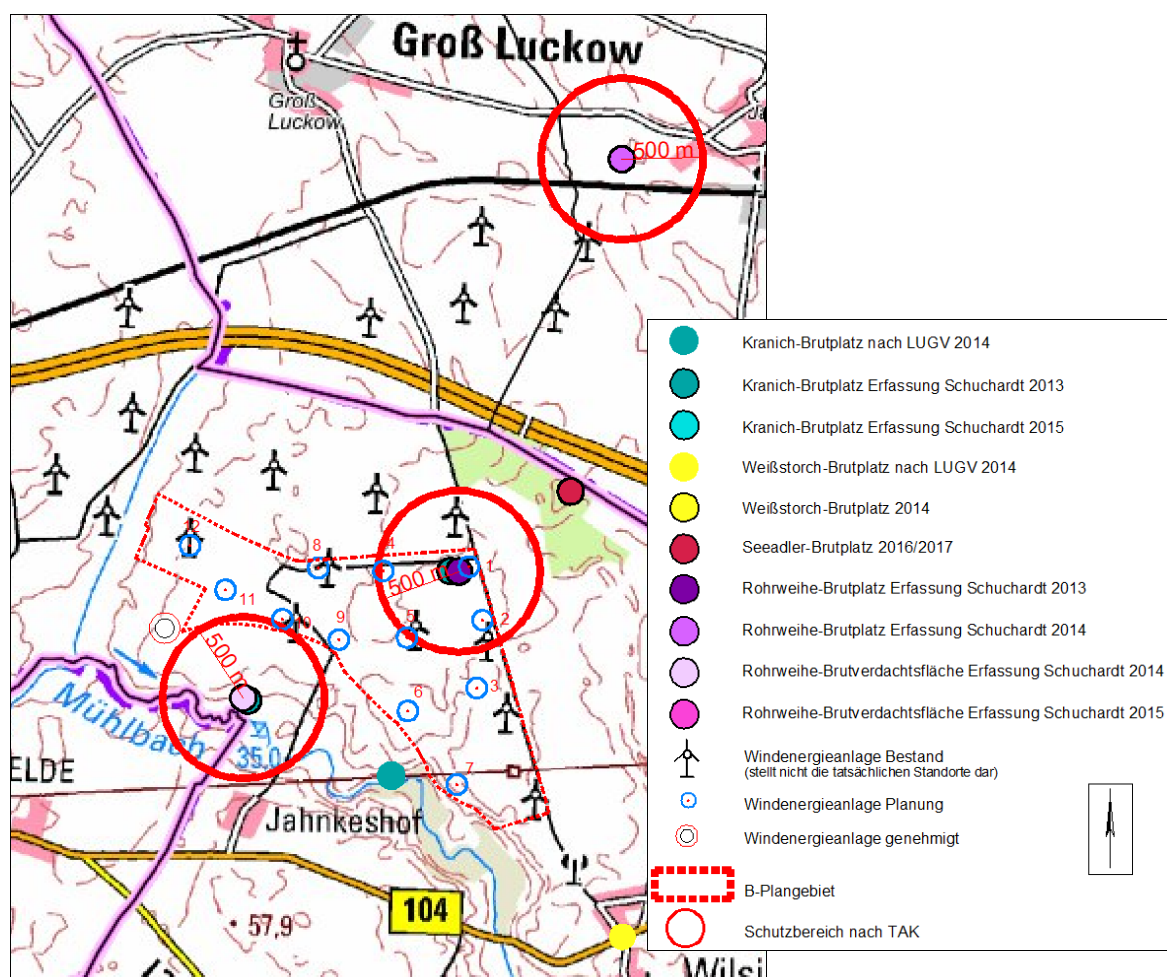 Groß Luckow
Groß
Luckow
500 m
12
8
4
1
500 m
11
10
9
5
2
500 m
6
3
Mühlbach
35,0
ELDE
7
Jahnkeshof
104
57,9
Wilsi
Kranich-Brutplatz nach LUGV 2014
Kranich-Brutplatz Erfassung Schuchardt 2013
Kranich-Brutplatz Erfassung Schuchardt 2015
Weißstorch-Brutplatz nach LUGV 2014
Weißstorch-Brutplatz 2014
Seeadler-Brutplatz 2016/2017
Rohrweihe-Brutplatz Erfassung Schuchardt 2013
Rohrweihe-Brutplatz Erfassung Schuchardt 2014
Rohrweihe-Brutverdachtsfläche Erfassung Schuchardt 2014
Rohrweihe-Brutverdachtsfläche Erfassung Schuchardt 2015
Windenergieanlage Bestand
(stellt nicht die tatsächlichen Standorte dar)
Windenergieanlage Planung
Windenergieanlage genehmigt
B-Plangebiet
Schutzbereich nach TAK